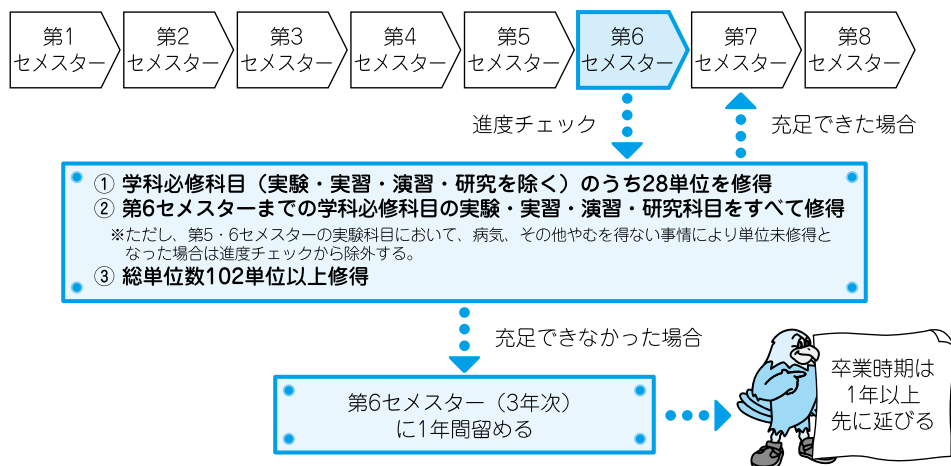 第1
セメスター
第2
セメスター
第3
セメスター
第4
セメスター
第5
セメスター
第6
セメスター
第7
セメスター
第8
セメスター
進度チェック
充足できた場合
① 学科必修科目（実験・実習・演習・研究を除く）のうち28単位を修得
② 第6セメスターまでの学科必修科目の実験・実習・演習・研究科目をすべて修得
※ただし、第5・6セメスターの実験科目において、病気、その他やむを得ない事情により単位未修得と
なった場合は進度チェックから除外する。
③ 総単位数102単位以上修得
充足できなかった場合
第6セメスター（3年次）
に1年間留める
卒業時期は
1年以上
先に延びる